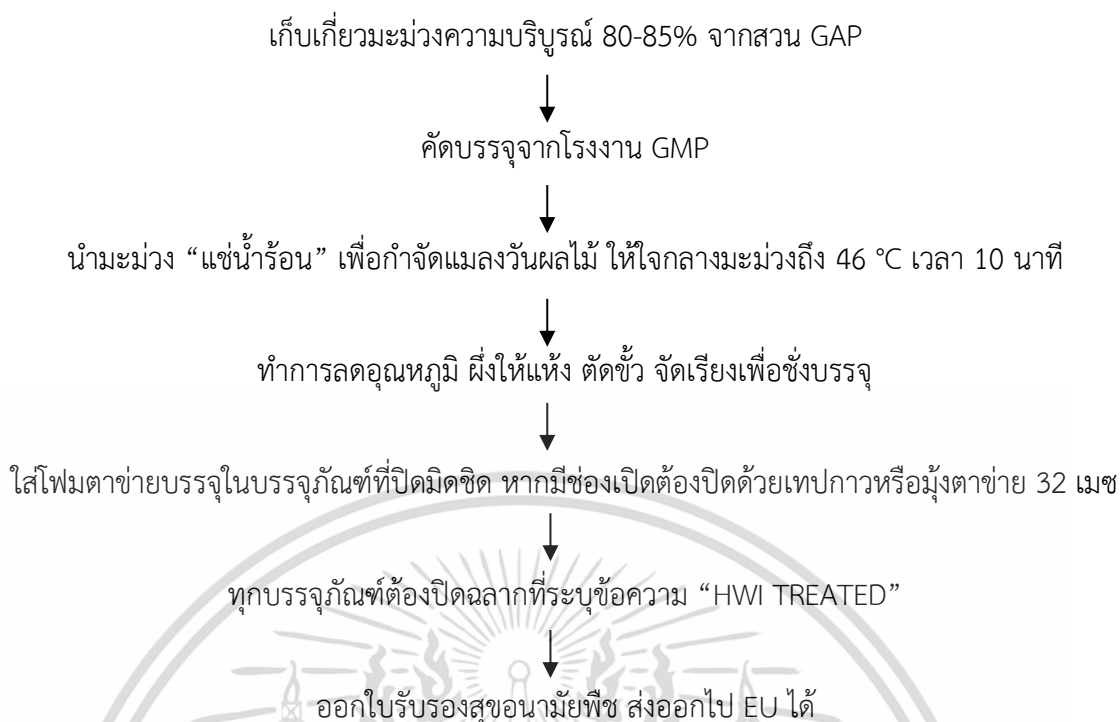 เก็บเกี่ยวมะม่วงความบริบูรณ์ 80-85% จากสวน GAP
คัดบรรจุจากโรงงาน GMP
นำมะม่วง “แช่น้ำร้อน” เพื่อกำจัดแมลงวันผลไม้ ให้ใจกลางมะม่วงถึง 46 °C เวลา 10 นาที
ทำการลดอุณหภูมิ ผึ่งให้แห้ง ตัดขั้ว จัดเรียงเพื่อชั่งบรรจุ
ใส่โฟมตาข่ายบรรจุในบรรจุภัณฑ์ที่ปิดมิดชิด หากมีช่องเปิดต้องปิดด้วยเทปกาวหรือมุ้งตาข่าย 32 เมซ
ทุกบรรจุภัณฑ์ต้องปิดฉลากที่ระบุข้อความ “HWI TREATED”
ออกใบรับรองสุขอนามัยพืช ส่งออกไป EU ได้